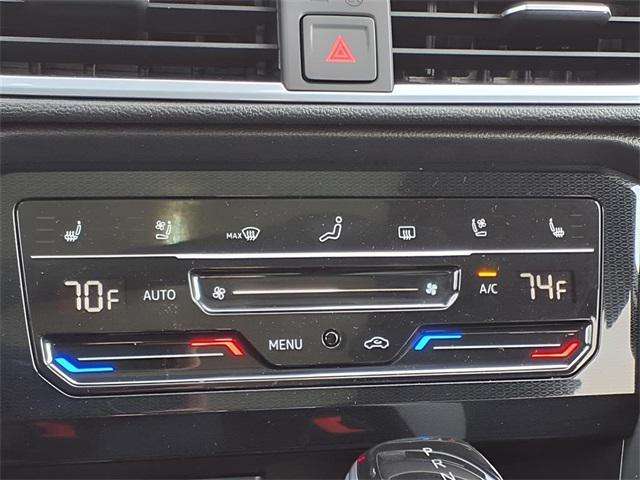 MAX
70F AUTO A/C 74F
MENU
P
R
N